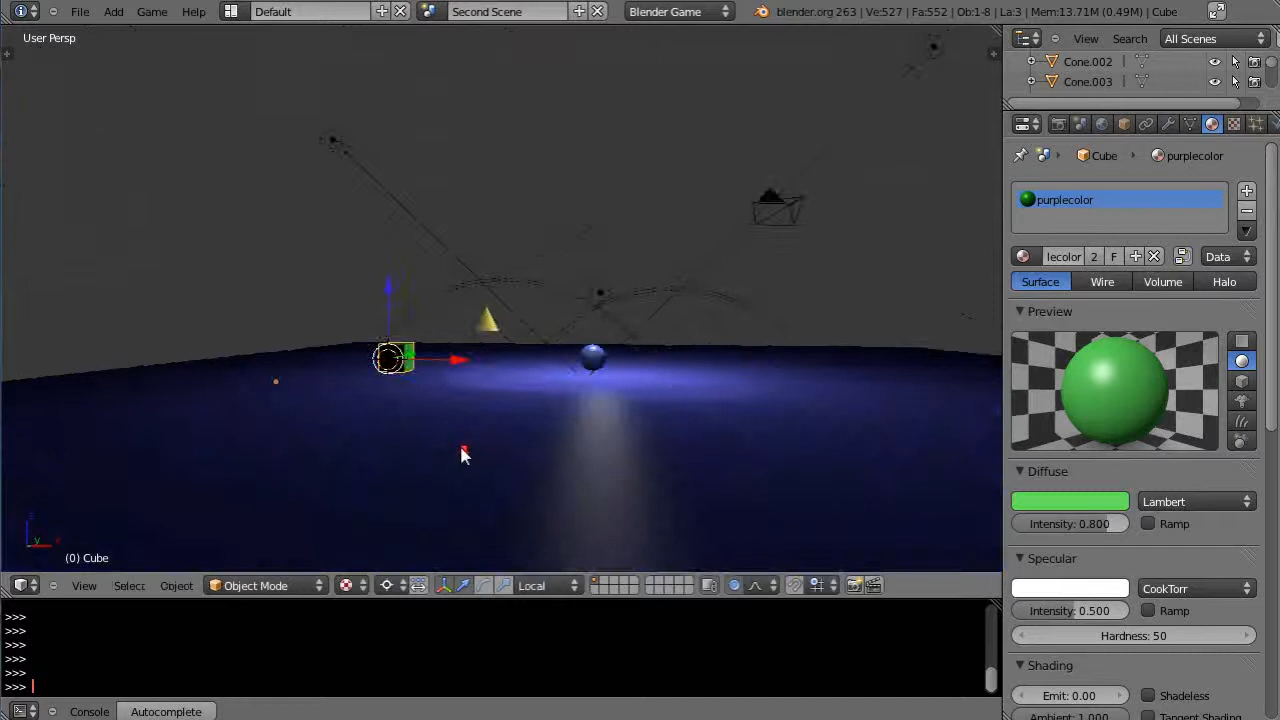 File Add Game Help Default Second Scene Blender Game blender.org 263 | Ve:527 | Fa:552 | Ob:1-8 | La:3 | Mem:13.71M (0.49M) | Cube
User Persp
View Search All Scenes
Cone.002
Cone.003
Cube purplecolor
purplecolor
lecolor 2 F Data
Surface Wire Volume Halo
Preview
Diffuse
Lambert
Intensity: 0.800 Ramp
Specular
CookTorr
Intensity: 0.500 Ramp
Hardness: 50
Shading
Emit: 0.00 Shadeless
Ambient: 1.000 Tangent Shading
(0) Cube
View Select Object Object Mode Local
>>>
>>>
>>>
>>>
>>>
>>>
Console Autocomplete